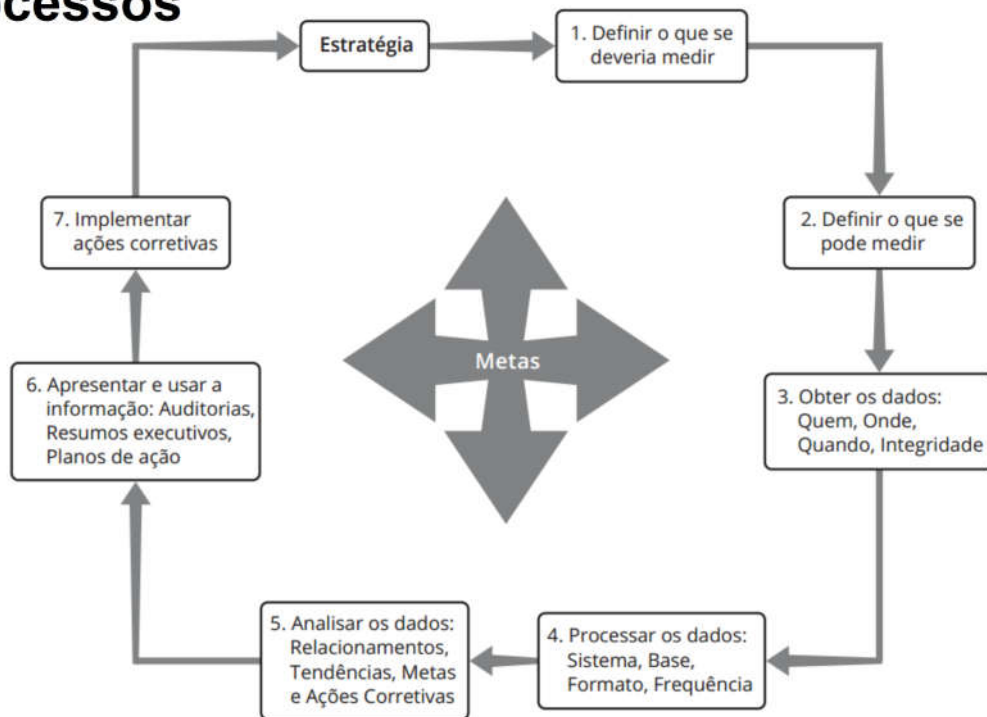 Estratégia
1. Definir o que se
deveria medir
2. Definir o que se
pode medir
3. Obter os dados:
Quem, Onde,
Quando, Integridade
4. Processar os dados:
Sistema, Base,
Formato, Frequência
5. Analisar os dados:
Relacionamentos,
Tendências, Metas
e Ações Corretivas
6. Apresentar e usar a
informação: Auditorias,
Resumos executivos,
Planos de ação
7. Implementar
ações corretivas
Metas